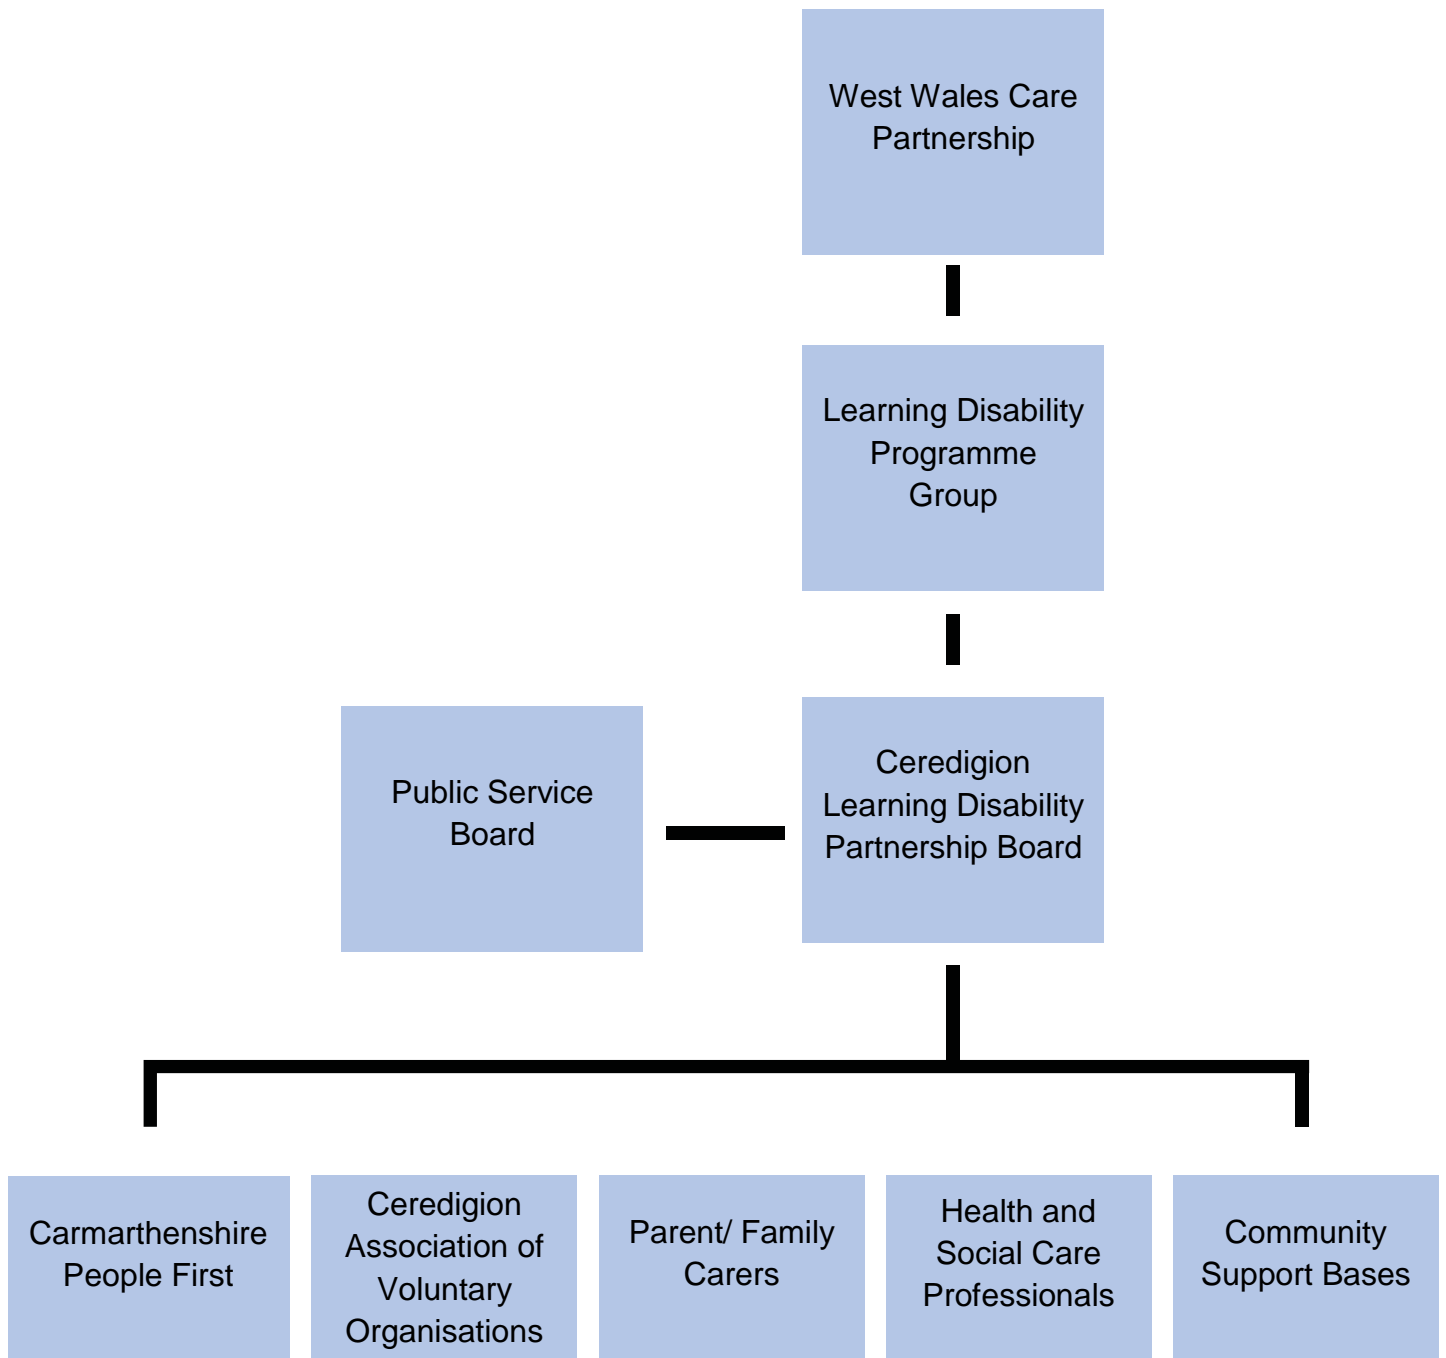 West Wales Care
Partnership
Learning Disability
Programme
Group
Public Service
Board
Ceredigion
Learning Disability
Partnership Board
Carmarthenshire
People First
Ceredigion
Association of
Voluntary
Organisations
Parent/ Family
Carers
Health and
Social Care
Professionals
Community
Support Bases